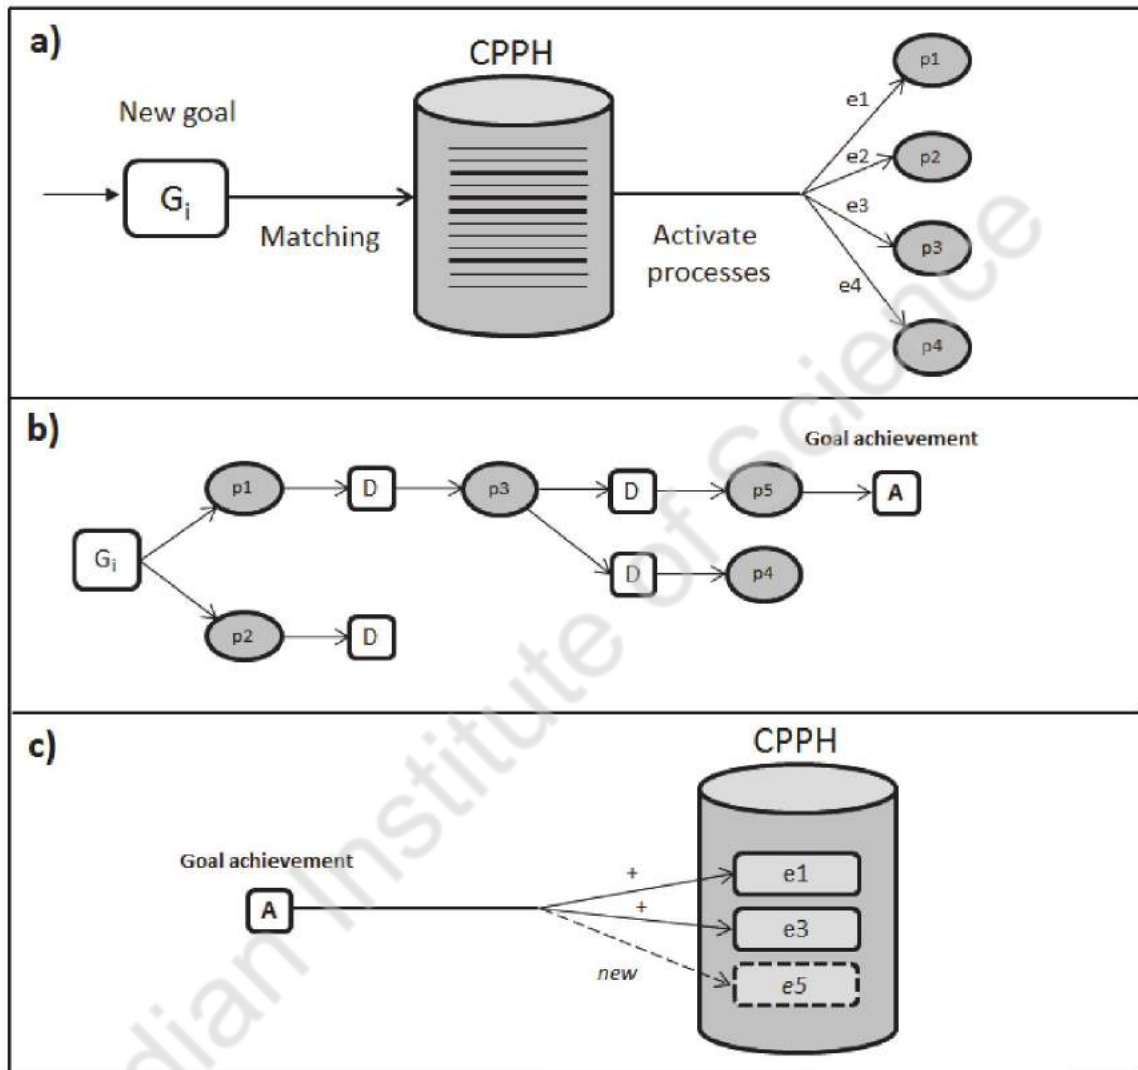 a)
CPPH
New goal
Gi
Matching
Activate
processes
e1
e2
e3
e4
p1
p2
p3
p4
b)
Goal achievement
Gi
p1
D
p3
D
p5
A
D
p4
p2
D
c)
CPPH
Goal achievement
A
+
+
new
e1
e3
e5
dian Institute of Science